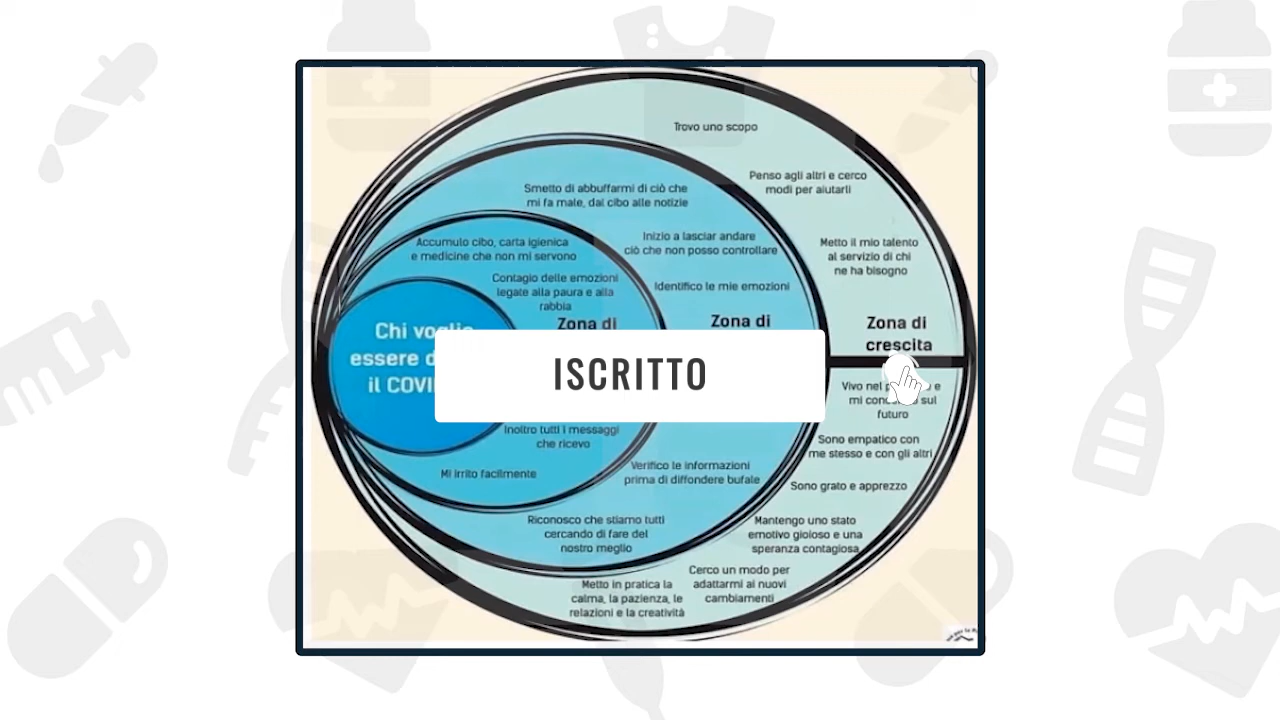 Trovo uno scopo
Penso agli altri e cerco
modi per aiutarli
Metto il mio talento
al servizio di chi
ne ha bisogno
Zona di
crescita
Vivo nel
mi sul
futuro
Sono empatico con
me stesso e con gli altri
Sono grato e apprezzo
Mantengo uno stato
emotivo gioioso e una
speranza contagiosa
Cerco un modo per
adattarmi ai nuovi
cambiamenti
Metto in pratica la
calma, la pazienza, le
relazioni e la creatività
Smetto di abbuffarmi di ciò che
mi fa male, dal cibo alle notizie
Inizio a lasciar andare
ciò che non posso controllare
Identifico le mie emozioni
Zona di
Verifico le informazioni
prima di diffondere bufale
Riconosco che stiamo tutti
cercando di fare del
nostro meglio
Accumulo cibo, carta igienica
e medicine che non mi servono
Contagio delle emozioni
legate alla paura e alla
rabbia
Zona di
Inoltro tutti i messaggi
che ricevo
Mi irrito facilmente
Chi voglio
essere
il
ISCRITTO